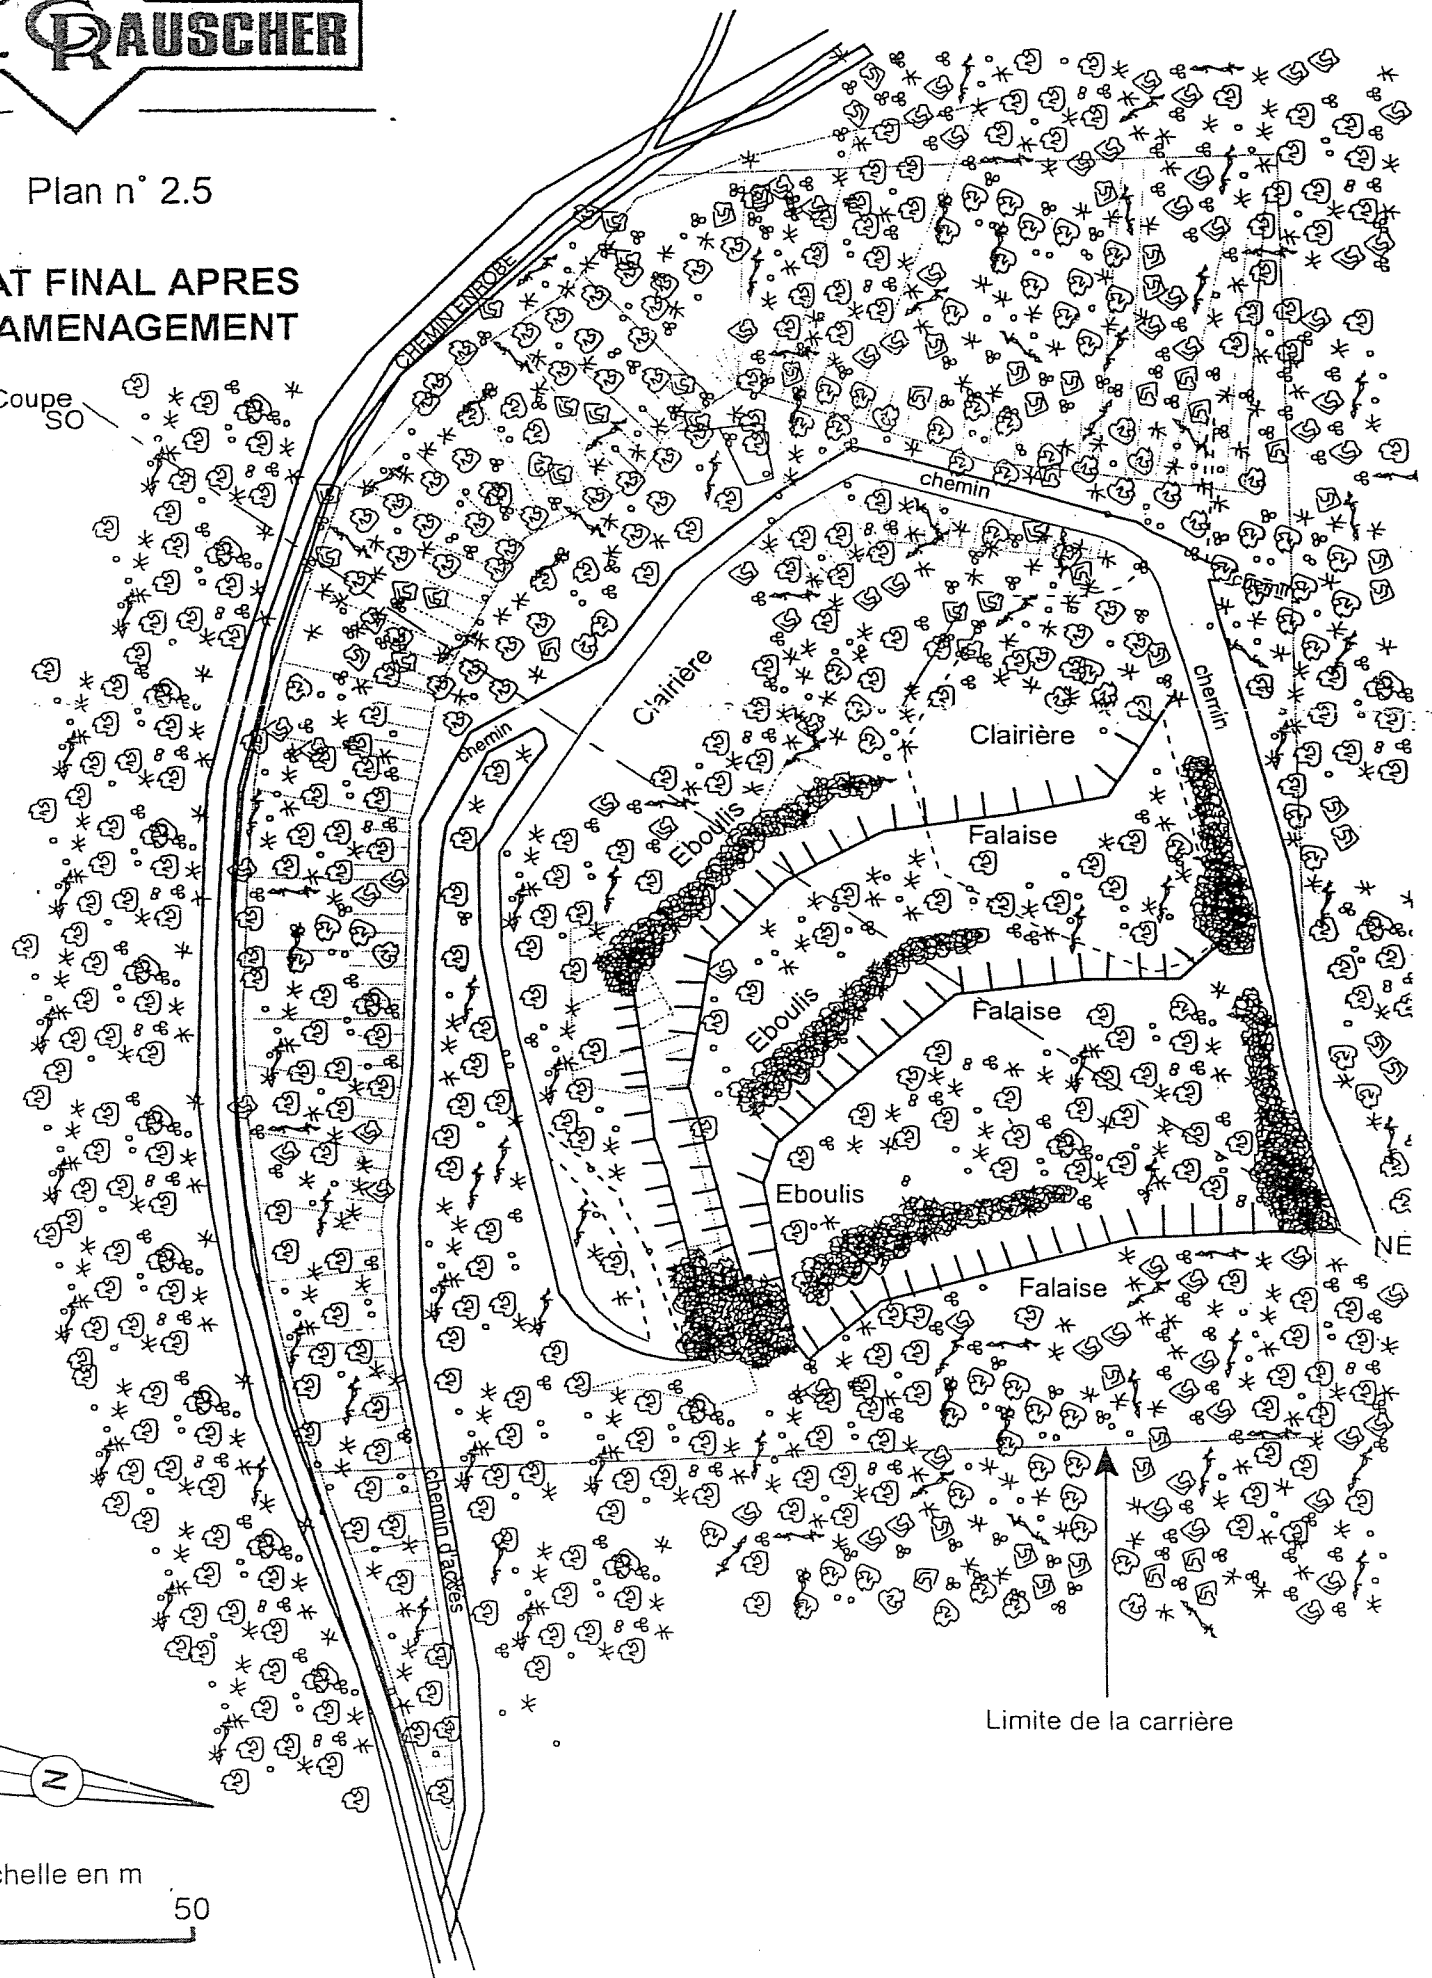 RAUSCHER
Plan n° 2.5
AT FINAL APRES
AMENAGEMENT
Coupe
SO
CHEMIN ENROBE
chemin
chemin
Clairière
Clairière
chemin
Eboulis
Falaise
Eboulis
Falaise
Eboulis
Falaise
NE
chemin d'accès
Limite de la carrière
N
chelle en m
50